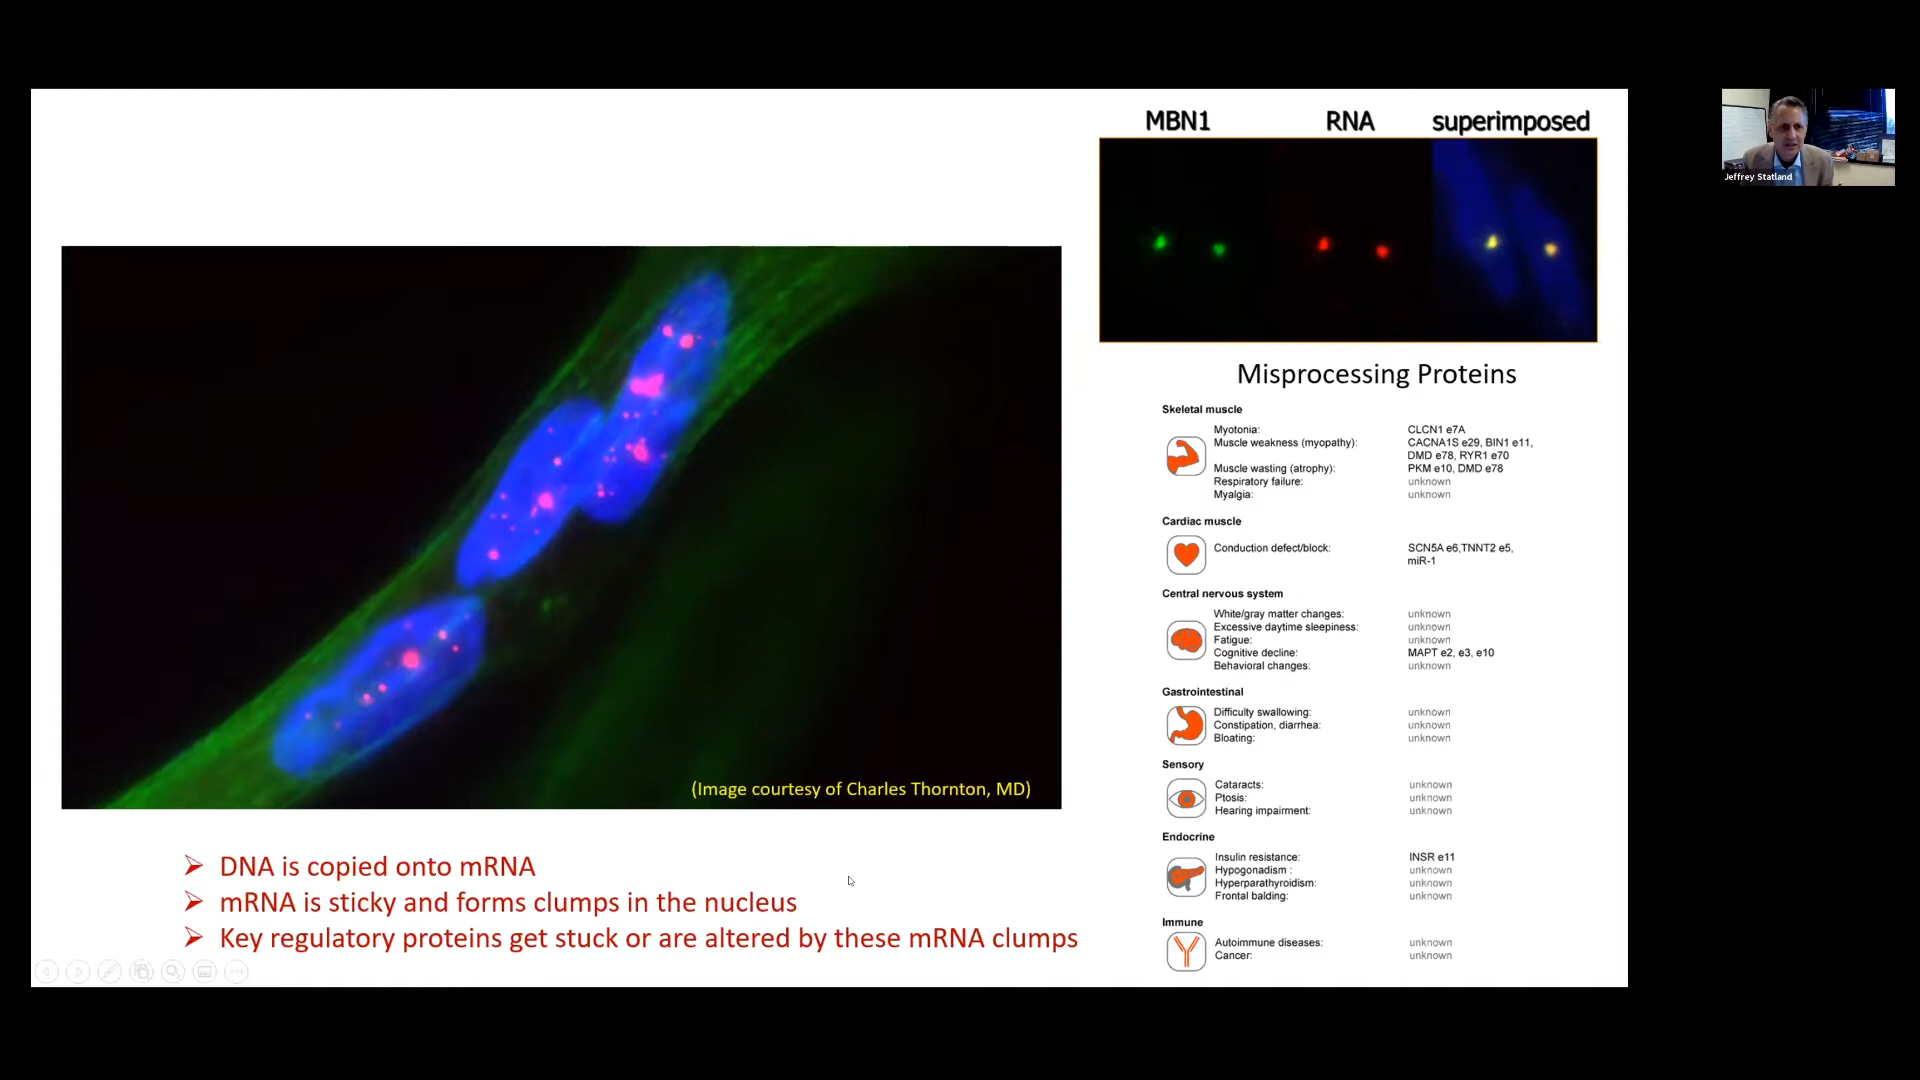 MBN1 RNA superimposed
Jeffrey Statland
(Image courtesy of Charles Thornton, MD)
➢ DNA is copied onto mRNA
➢ mRNA is sticky and forms clumps in the nucleus
➢ Key regulatory proteins get stuck or are altered by these mRNA clumps
Misprocessing Proteins
Skeletal muscle
Myotonia: CLCN1 e7A
Muscle weakness (myopathy): CACNA1S e29, BIN1 e11,
DMD e78, RYR1 e70
Muscle wasting (atrophy): PKM e10, DMD e78
Respiratory failure: unknown
Myalgia: unknown
Cardiac muscle
Conduction defect/block: SCN5A e6,TNNT2 e5,
miR-1
Central nervous system
White/gray matter changes: unknown
Excessive daytime sleepiness: unknown
Fatigue: unknown
Cognitive decline: MAPT e2, e3, e10
Behavioral changes: unknown
Gastrointestinal
Difficulty swallowing: unknown
Constipation, diarrhea: unknown
Bloating: unknown
Sensory
Cataracts: unknown
Ptosis: unknown
Hearing impairment: unknown
Endocrine
Insulin resistance: INSR e11
Hypogonadism : unknown
Hyperparathyroidism: unknown
Frontal balding: unknown
Immune
Autoimmune diseases: unknown
Cancer: unknown